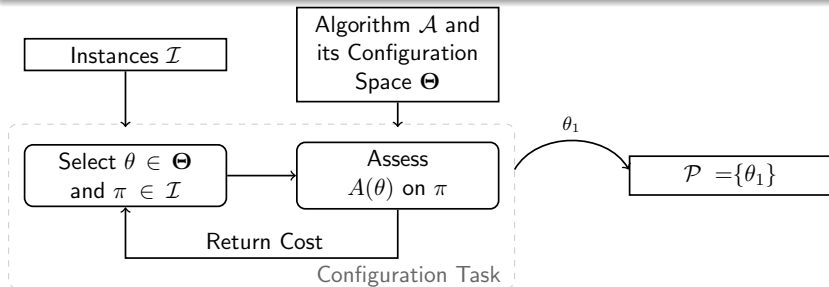 Instances ℐ
Algorithm 𝒜 and
its Configuration
Space Θ
Select θ ∈ Θ
and π ∈ ℐ
Assess
A(θ) on π
Return Cost
Configuration Task
θ₁
𝒫 ={θ₁}